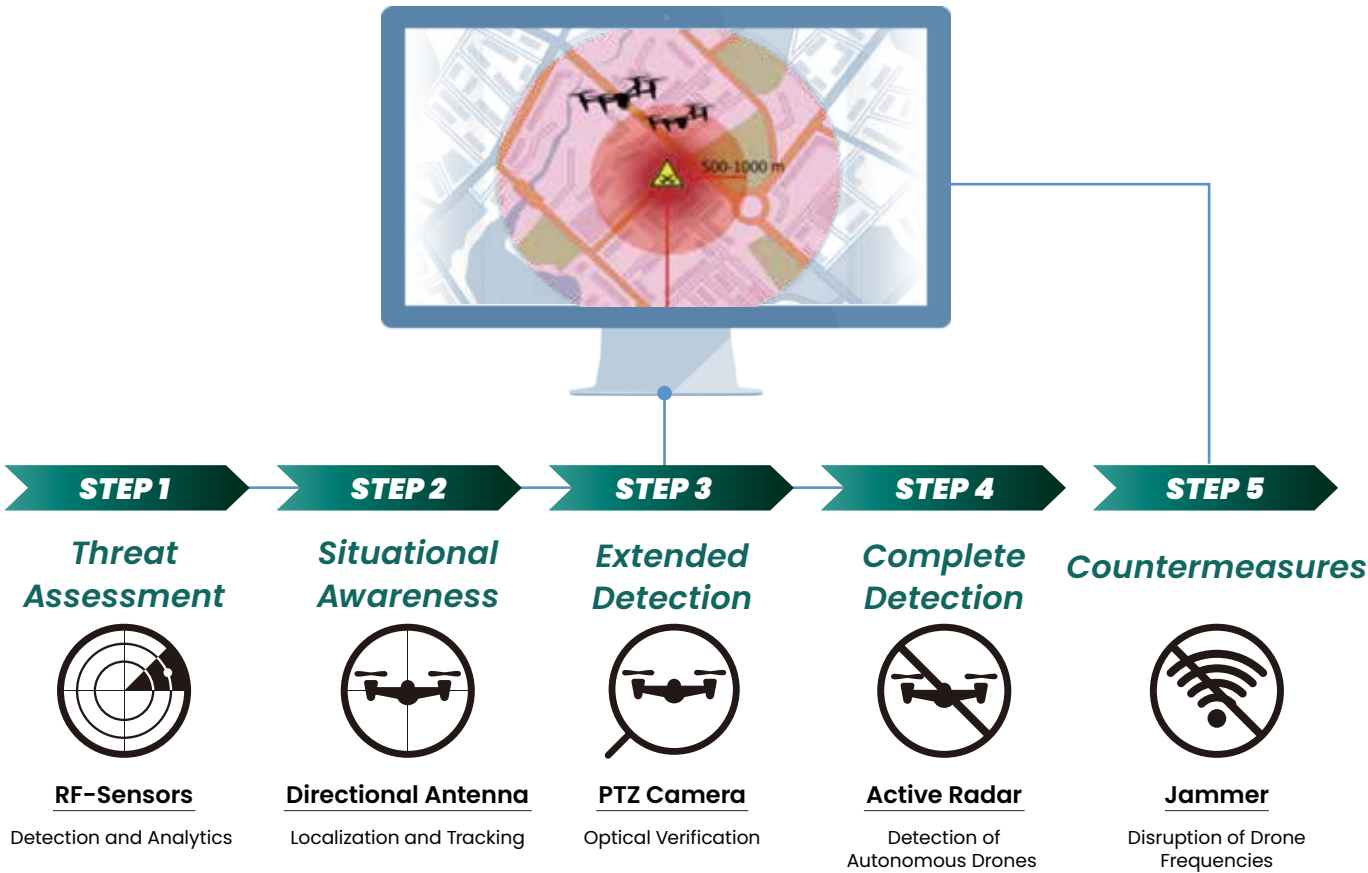 500-1000 m
STEP 1
STEP 2
STEP 3
STEP 4
STEP 5
Threat
Assessment
Situational
Awareness
Extended
Detection
Complete
Detection
Countermeasures
RF-Sensors
Detection and Analytics
Directional Antenna
Localization and Tracking
PTZ Camera
Optical Verification
Active Radar
Detection of
Autonomous Drones
Jammer
Disruption of Drone
Frequencies